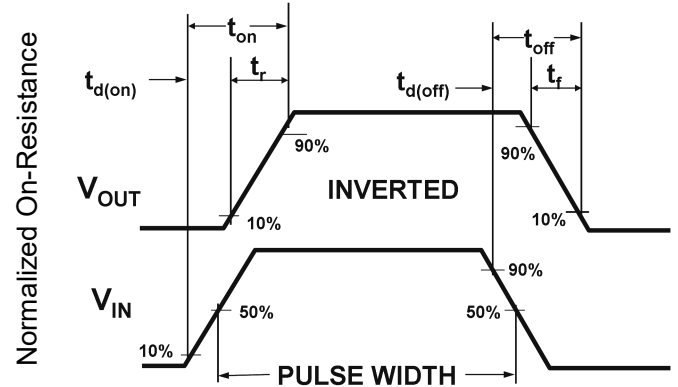 Normalized On-Resistance
t_on
t_off
t_d(on)
t_r
t_d(off)
t_f
90%
90%
V_OUT
INVERTED
10%
10%
90%
V_IN
50%
50%
10%
PULSE WIDTH